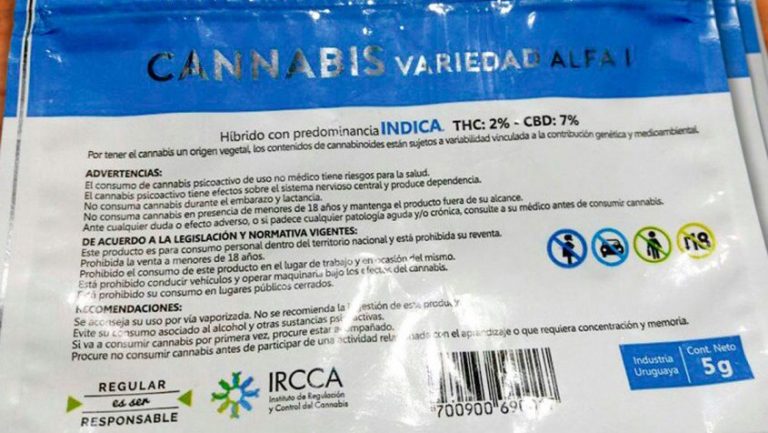 CANNABIS VARIEDAD ALFA I
Híbrido con predominancia INDICA. THC: 2% - CBD: 7%
Por tener el cannabis un origen vegetal, los contenidos de cannabinoides están sujetos a variabilidad vinculada a la contribución genética y medioambiental.
ADVERTENCIAS:
El consumo de cannabis psicoactivo de uso no médico tiene riesgos para la salud.
El cannabis psicoactivo tiene efectos sobre el sistema nervioso central y produce dependencia.
No consuma cannabis durante el embarazo y lactancia.
No consuma cannabis en presencia de menores de 18 años y mantenga el producto fuera de su alcance.
Ante cualquier duda o efecto adverso, o si padece cualquier patología aguda y/o crónica, consulte a su médico antes de consumir cannabis.
DE ACUERDO A LA LEGISLACIÓN Y NORMATIVA VIGENTES:
Este producto es para consumo personal dentro del territorio nacional y está prohibida su reventa.
Prohibida la venta a menores de 18 años.
Prohibido el consumo de este producto en el lugar de trabajo y en ocasión del mismo.
Está prohibido conducir vehículos y operar maquinaria bajo los efectos del cannabis.
Está prohibido su consumo en lugares públicos cerrados.
RECOMENDACIONES:
Se aconseja su uso por vía vaporizada. No se recomienda la ingestión de este producto.
Evite su consumo asociado al alcohol y otras sustancias psicoactivas.
Si va a consumir cannabis por primera vez, procure estar acompañado.
Procure no consumir cannabis antes de participar de una actividad relacionada con el aprendizaje o que requiera concentración y memoria.
REGULAR
es ser
RESPONSABLE
IRCCA
Instituto de Regulación
y Control del Cannabis
700900
Industria
Uruguaya
Cont. Neto
5g